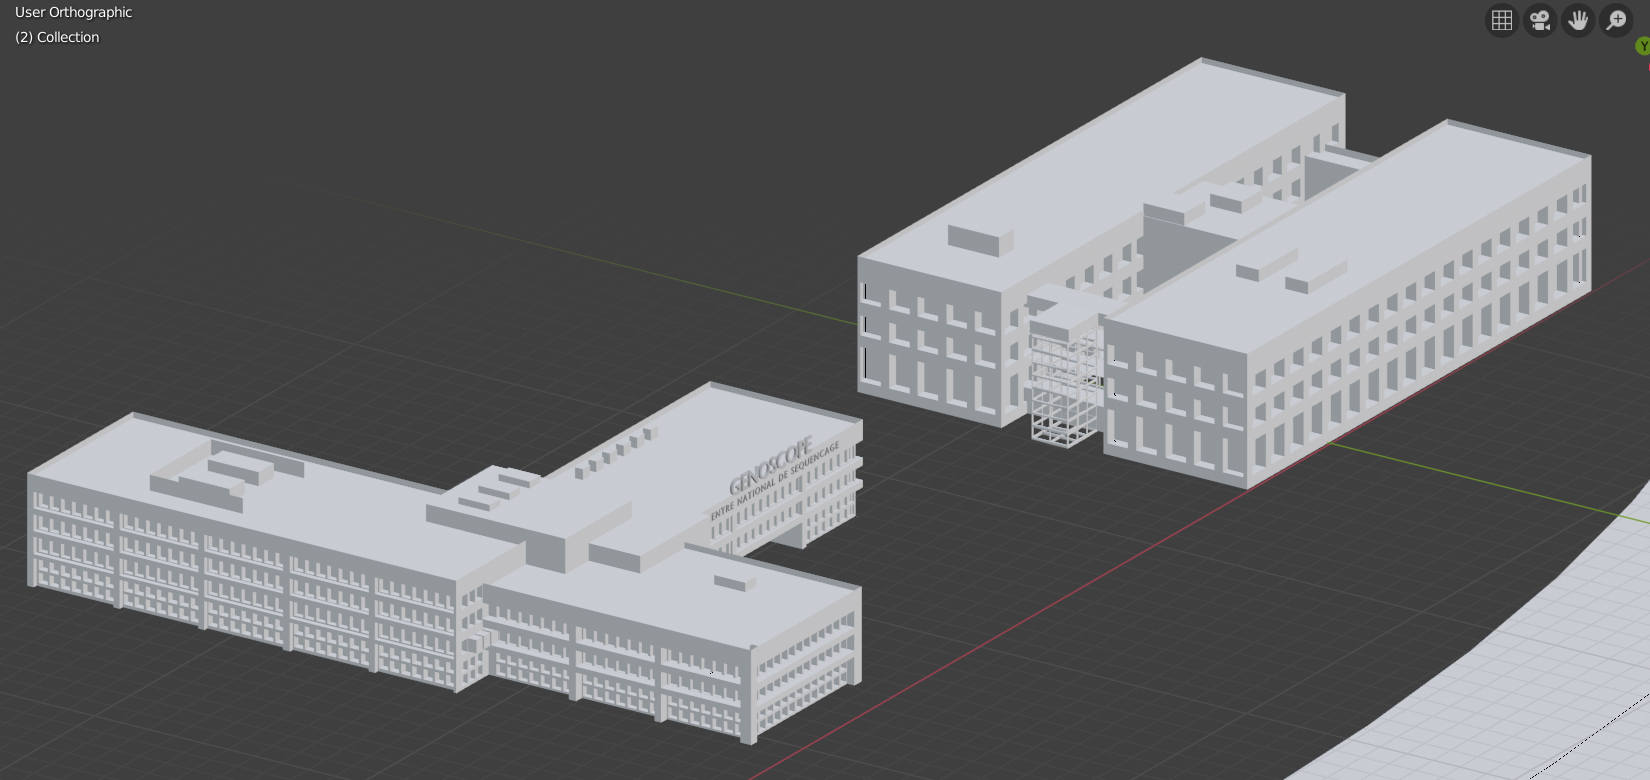 User Orthographic
(2) Collection
Y
GENOSCOPE
ENTRE NATIONAL DE SEQUENCAGE